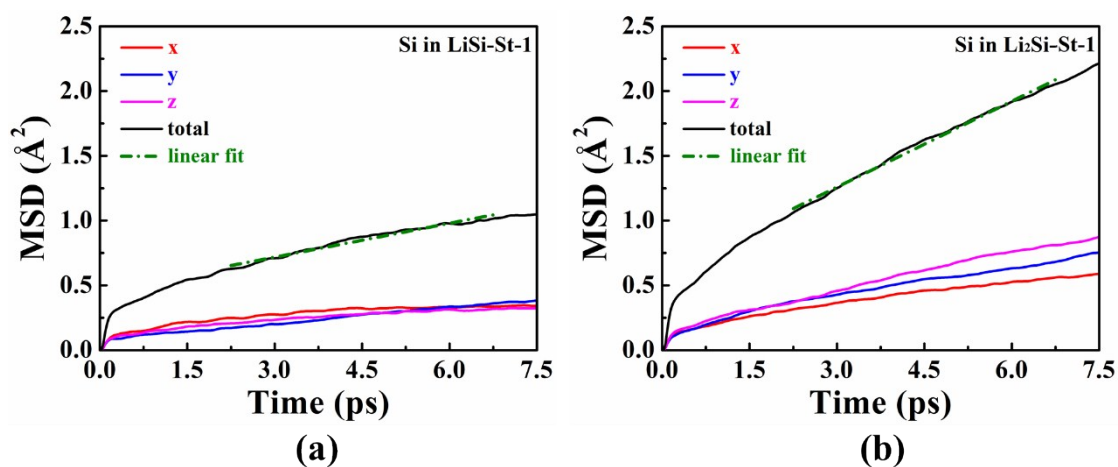 Si in LiSi-St-1
x
y
z
total
linear fit
2.5
2.0
1.5
1.0
0.5
0.0
MSD (Å²)
0.0 1.5 3.0 4.5 6.0 7.5
Time (ps)
(a)
Si in Li₂Si-St-1
x
y
z
total
linear fit
2.5
2.0
1.5
1.0
0.5
0.0
MSD (Å²)
0.0 1.5 3.0 4.5 6.0 7.5
Time (ps)
(b)